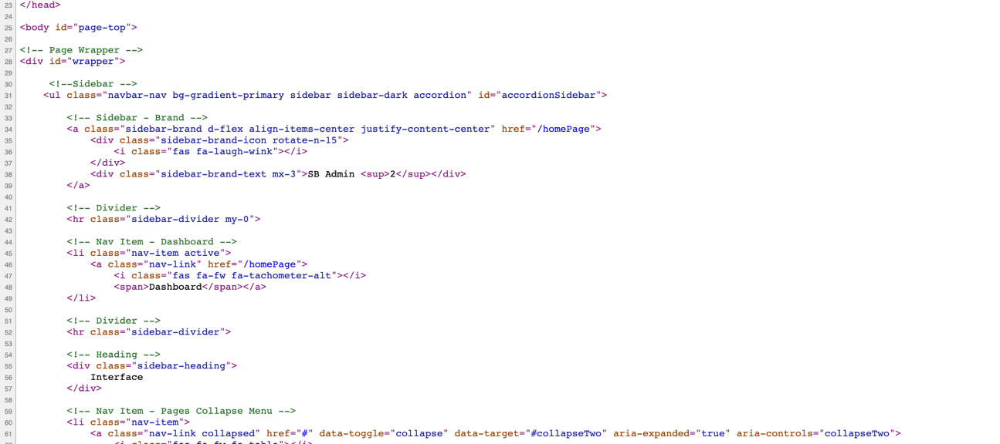 23 </head>
24
25 <body id="page-top">
26
27 <!-- Page Wrapper -->
28 <div id="wrapper">
29
30 <!--Sidebar -->
31 <ul class="navbar-nav bg-gradient-primary sidebar sidebar-dark accordion" id="accordionSidebar">
32
33 <!-- Sidebar - Brand -->
34 <a class="sidebar-brand d-flex align-items-center justify-content-center" href="/homePage">
35 <div class="sidebar-brand-icon rotate-n-15">
36 <i class="fas fa-laugh-wink"></i>
37 </div>
38 <div class="sidebar-brand-text mx-3">SB Admin <sup>2</sup></div>
39 </a>
40
41 <!-- Divider -->
42 <hr class="sidebar-divider my-0">
43
44 <!-- Nav Item - Dashboard -->
45 <li class="nav-item active">
46 <a class="nav-link" href="/homePage">
47 <i class="fas fa-fw fa-tachometer-alt"></i>
48 <span>Dashboard</span></a>
49 </li>
50
51 <!-- Divider -->
52 <hr class="sidebar-divider">
53
54 <!-- Heading -->
55 <div class="sidebar-heading">
56 Interface
57 </div>
58
59 <!-- Nav Item - Pages Collapse Menu -->
60 <li class="nav-item">
61 <a class="nav-link collapsed" href="#" data-toggle="collapse" data-target="#collapseTwo" aria-expanded="true" aria-controls="collapseTwo">